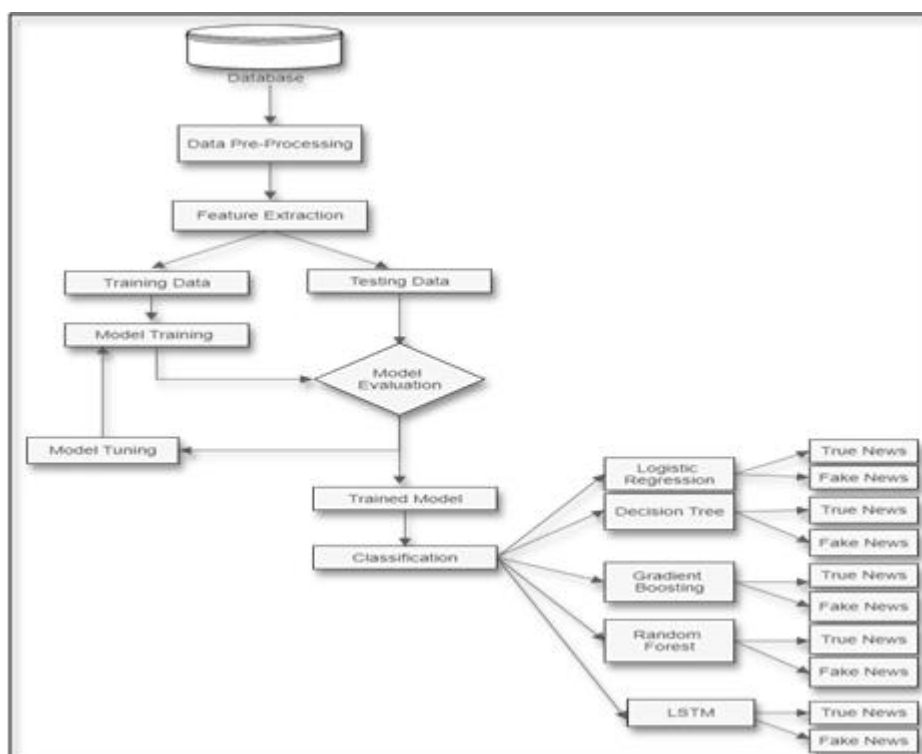 Database
Data Pre-Processing
Feature Extraction
Training Data
Testing Data
Model Training
Model
Evaluation
Model Tuning
Trained Model
Classification
Logistic
Regression
True News
Fake News
Decision Tree
True News
Fake News
Gradient
Boosting
True News
Fake News
Random
Forest
True News
Fake News
LSTM
True News
Fake News